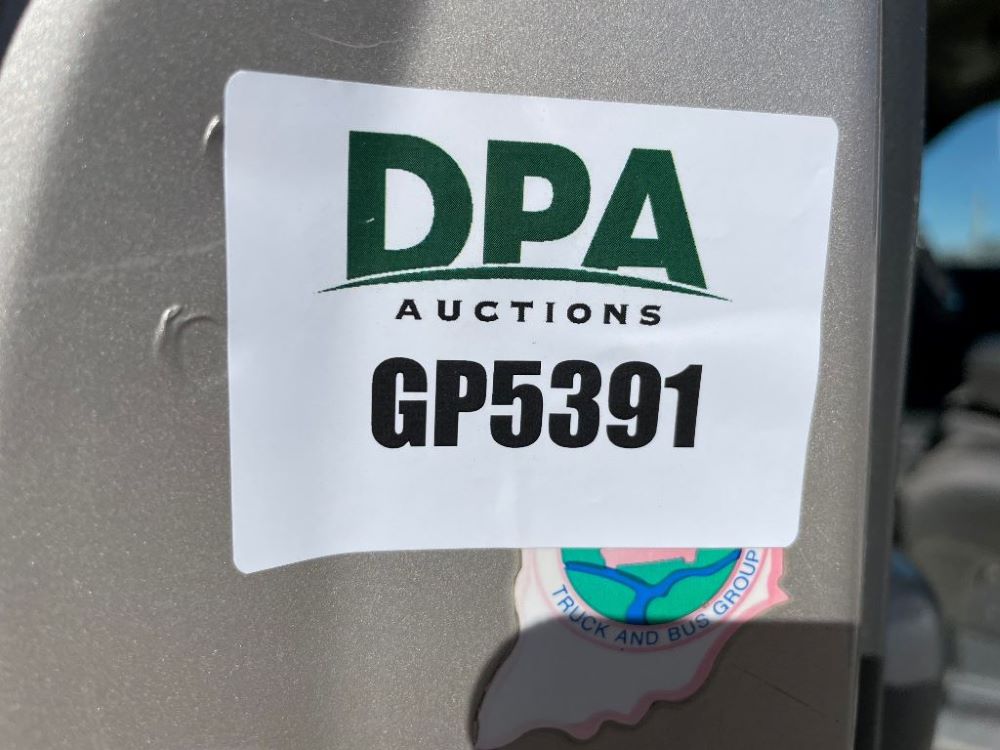 DPA
AUCTIONS
GP5391
TRUCK AND BUS GROUP